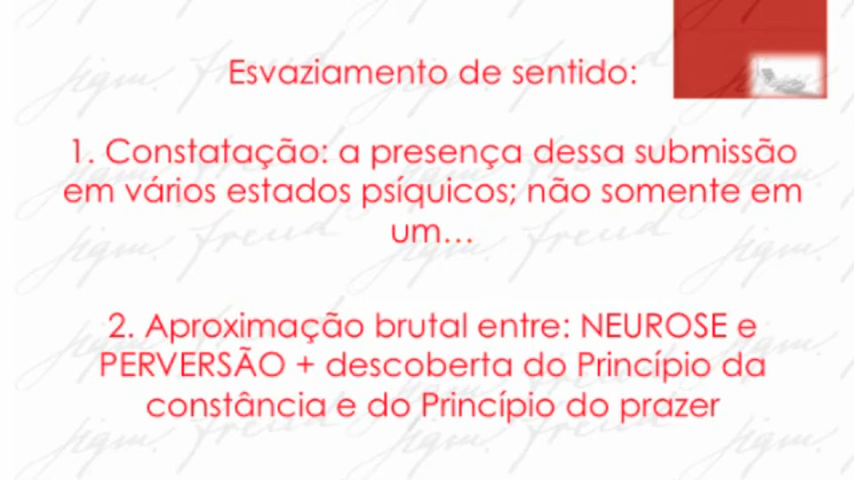 Esvaziamento de sentido:
1. Constatação: a presença dessa submissão
em vários estados psíquicos; não somente em
um...
2. Aproximação brutal entre: NEUROSE e
PERVERSÃO + descoberta do Princípio da
constância e do Princípio do prazer